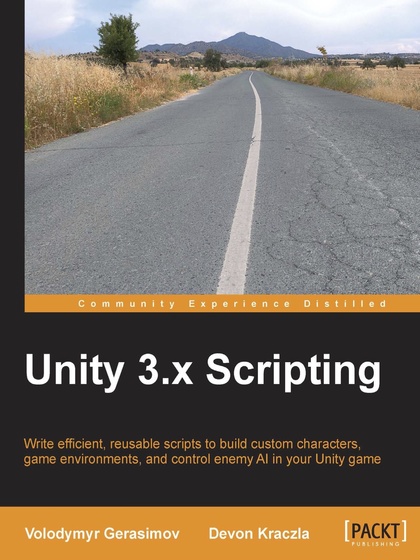 Community Experience Distilled
Unity 3.x Scripting
Write efficient, reusable scripts to build custom characters,
game environments, and control enemy AI in your Unity game
Volodymyr Gerasimov Devon Kraczla
[PACKT]
PUBLISHING